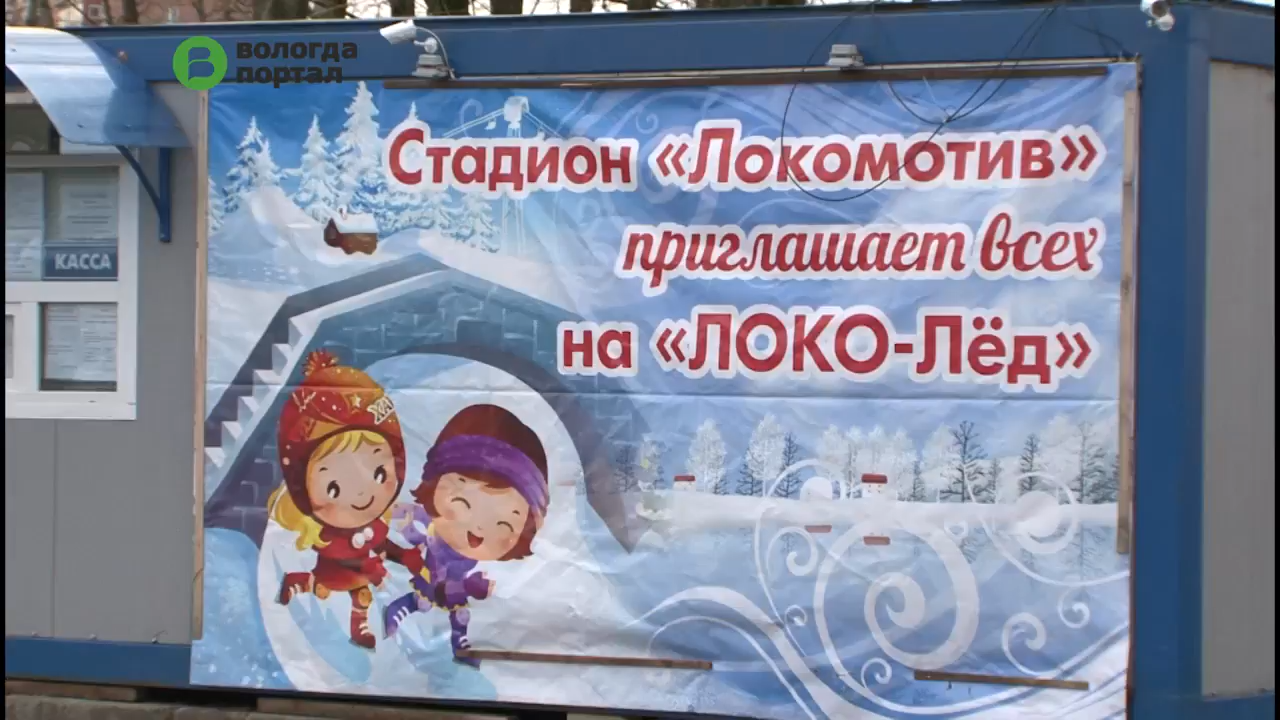 вологда
портал
Стадион «Локомотив»
приглашает всех
на «ЛОКО-Лёд»
КАССА